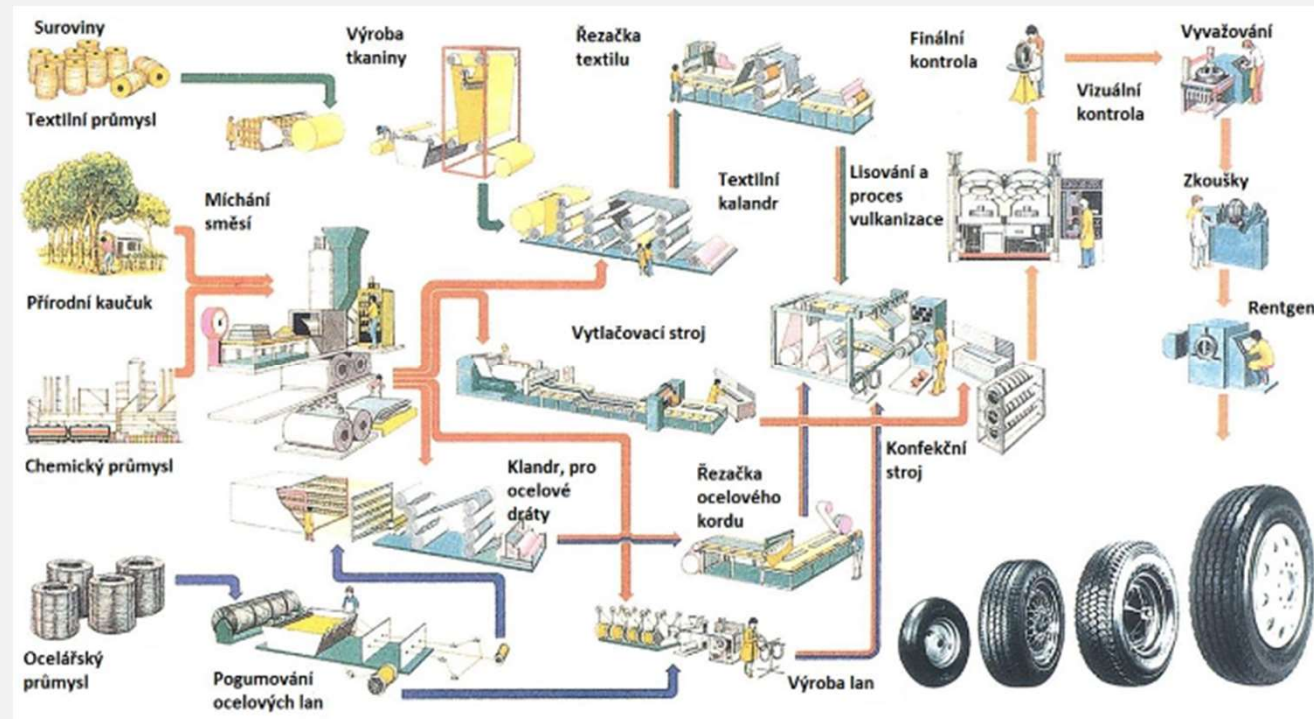 Suroviny
Textilní průmysl
Výroba
tkaniny
Řezačka
textilu
Finální
kontrola
Vyvažování
Vizuální
kontrola
Přírodní kaučuk
Míchání
směsí
Textilní
kalandr
Lisování a
proces
vulkanizace
Zkoušky
Rentgen
Vytlačovací stroj
Chemický průmysl
Klandr, pro
ocelové
dráty
Řezačka
ocelového
kordu
Konfekční
stroj
Ocelářský
průmysl
Pogumování
ocelových lan
Výroba lan